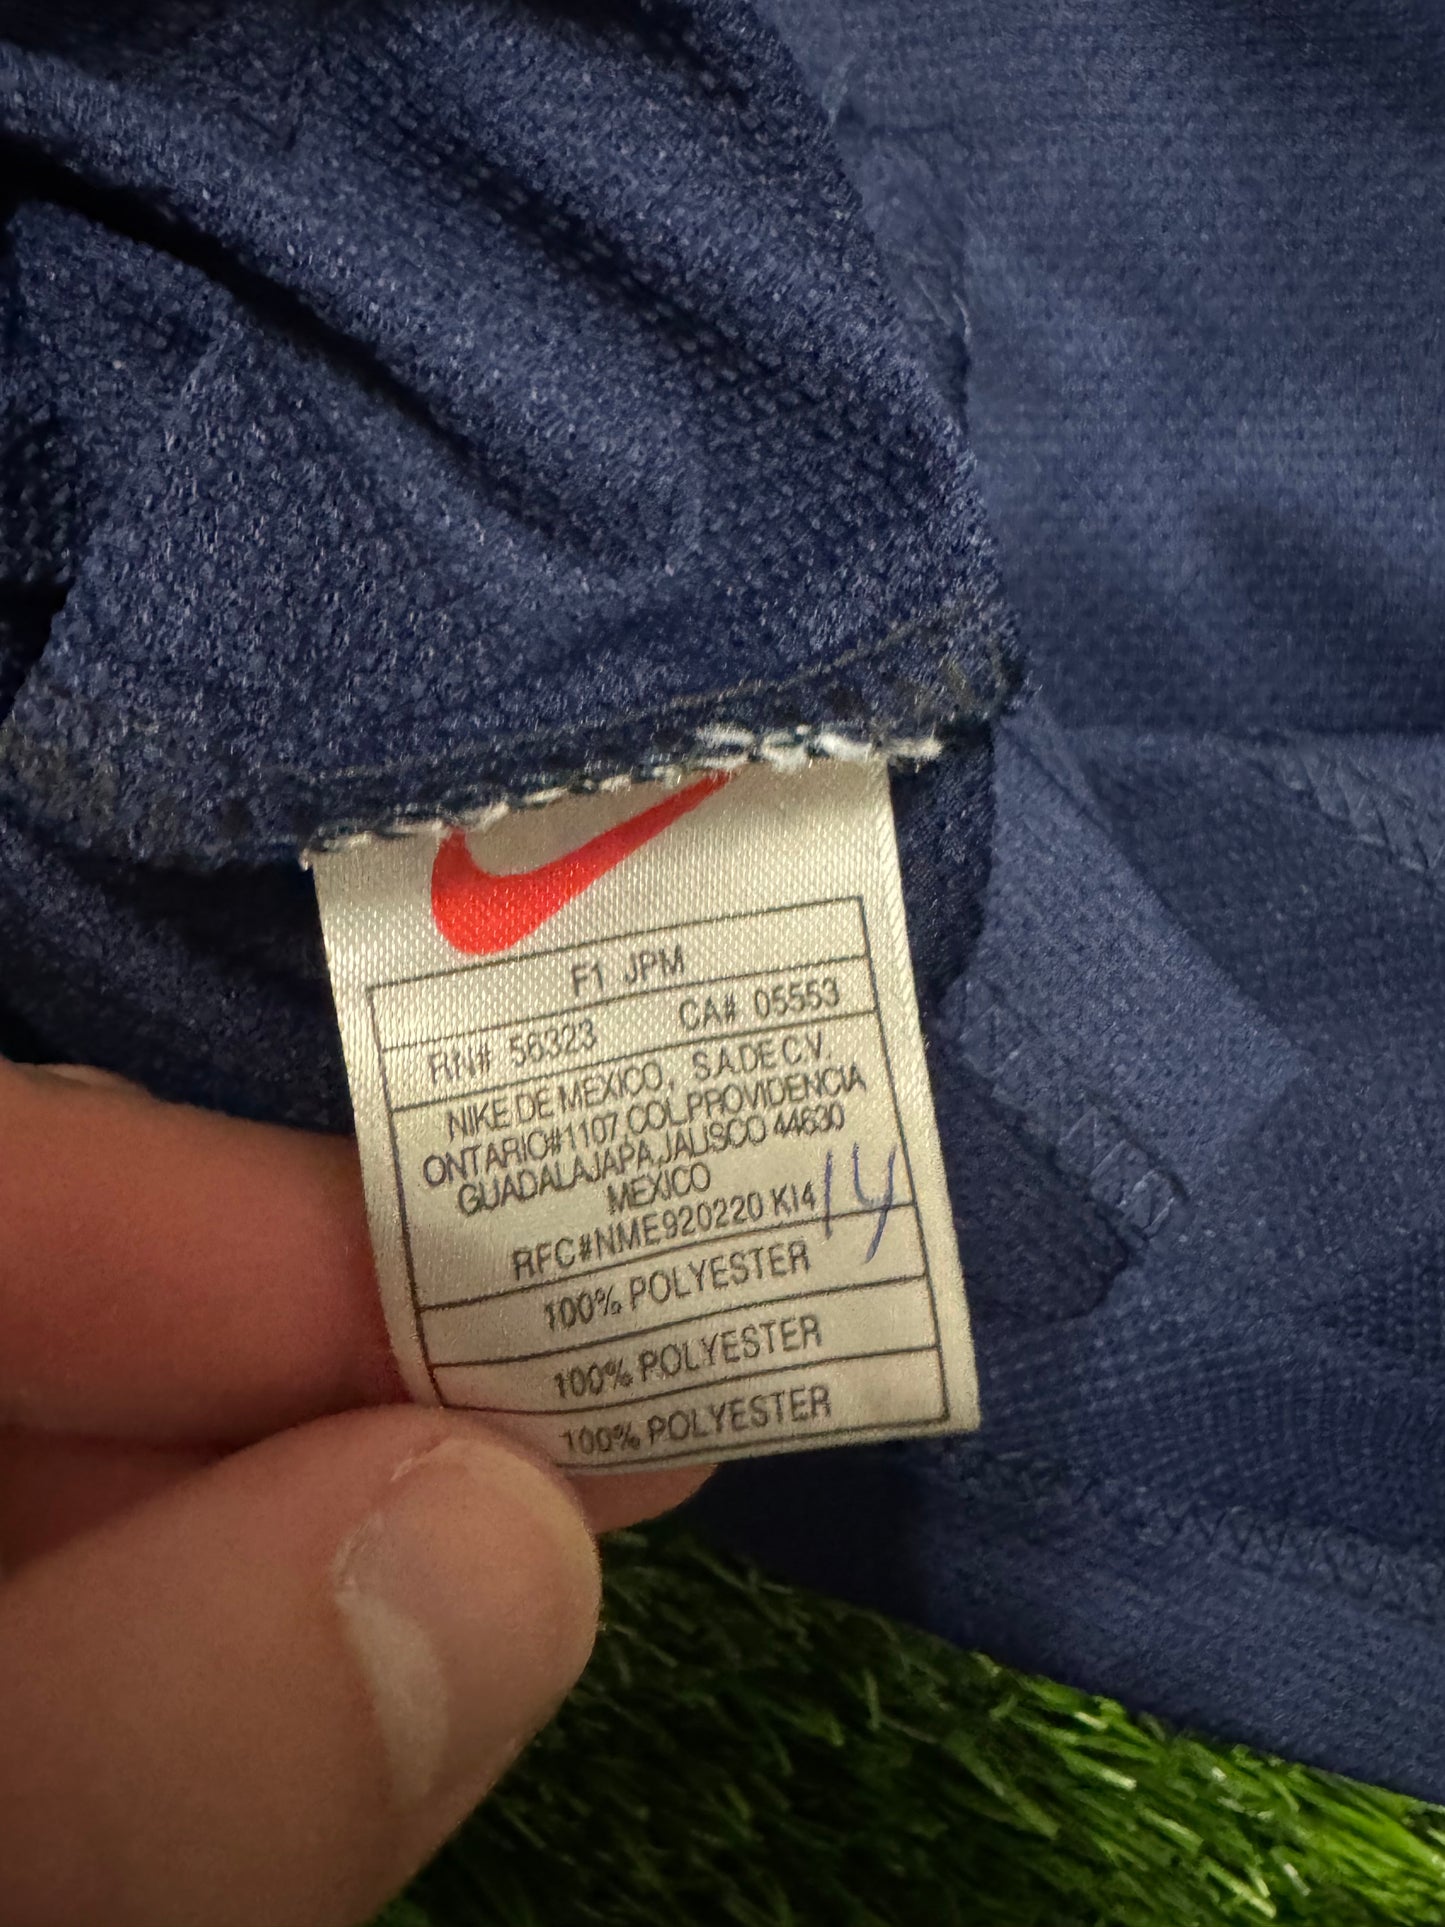 F1 JPM
RN# 56323 CA# 05553
NIKE DE MEXICO, S.A.DE C.V.
ONTARIO#1107,COL.PROVIDENCIA
GUADALAJAPA,JALISCO 44630
MEXICO
RFC#NME920220 KI4
14
100% POLYESTER
100% POLYESTER
100% POLYESTER